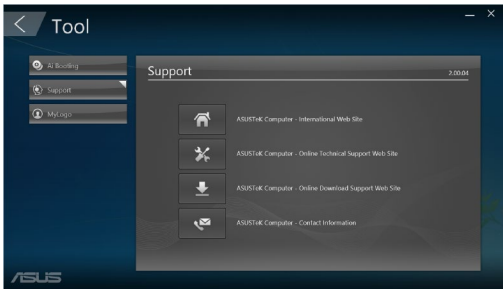 Tool
Ai Booting
Support
MyLogo
Support
2.00.04
ASUSTeK Computer - International Web Site
ASUSTeK Computer - Online Technical Support Web Site
ASUSTeK Computer - Online Download Support Web Site
ASUSTeK Computer - Contact Information
ASUS